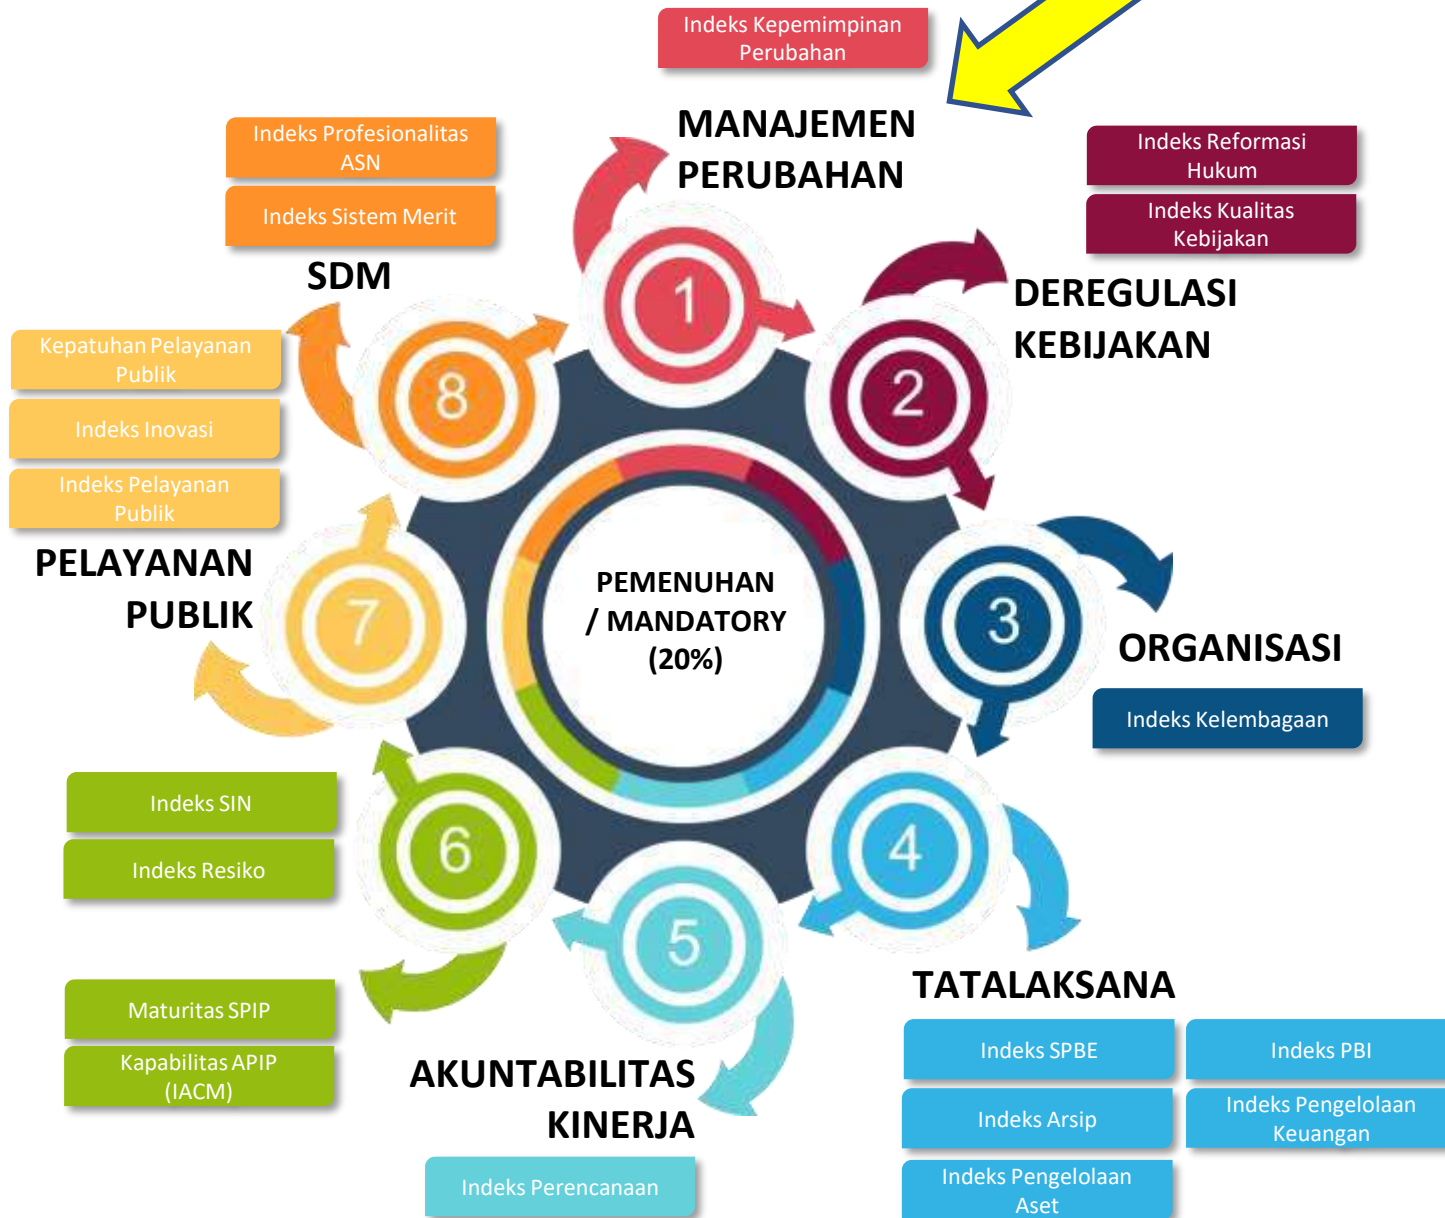 Indeks Kepemimpinan
Perubahan
MANAJEMEN
PERUBAHAN
1
Indeks Reformasi
Hukum
Indeks Kualitas
Kebijakan
DEREGULASI
KEBIJAKAN
2
3
ORGANISASI
Indeks Kelembagaan
4
TATALAKSANA
Indeks SPBE
Indeks PBI
Indeks Arsip
Indeks Pengelolaan
Keuangan
Indeks Pengelolaan
Aset
5
AKUNTABILITAS
KINERJA
Indeks Perencanaan
6
Indeks SIN
Indeks Resiko
Maturitas SPIP
Kapabilitas APIP
(IACM)
7
Kepatuhan Pelayanan
Publik
Indeks Inovasi
Indeks Pelayanan
Publik
PELAYANAN
PUBLIK
8
Indeks Profesionalitas
ASN
Indeks Sistem Merit
SDM
PEMENUHAN
/ MANDATORY
(20%)